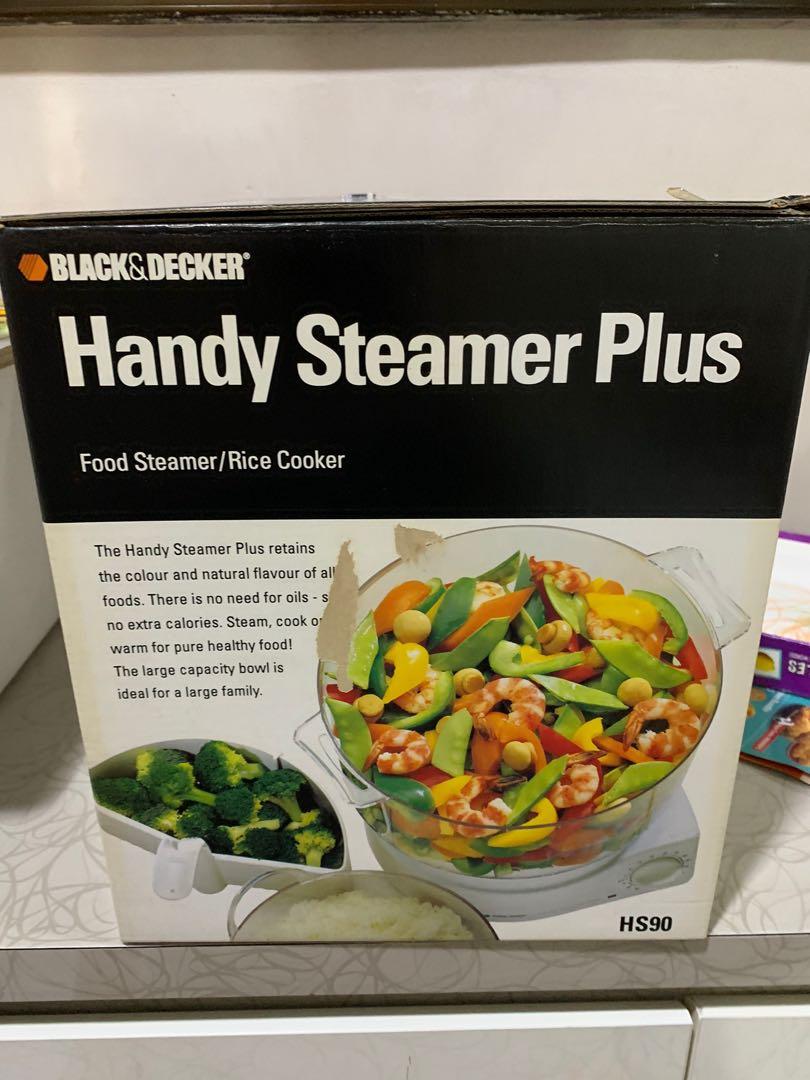 BLACK&DECKER®
Handy Steamer Plus
Food Steamer/Rice Cooker
The Handy Steamer Plus retains
the colour and natural flavour of all
foods. There is no need for oils - s
no extra calories. Steam, cook o
warm for pure healthy food!
The large capacity bowl is
ideal for a large family.
HS90
LES